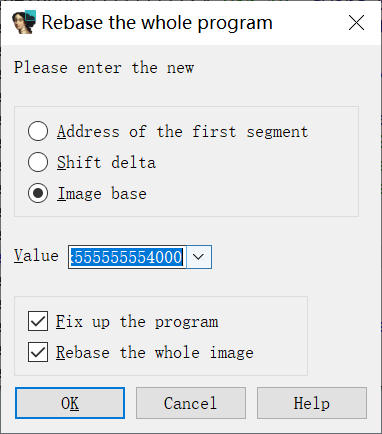 Rebase the whole program
Please enter the new
Address of the first segment
Shift delta
Image base
Value :555555554000
Fix up the program
Rebase the whole image
OK Cancel Help